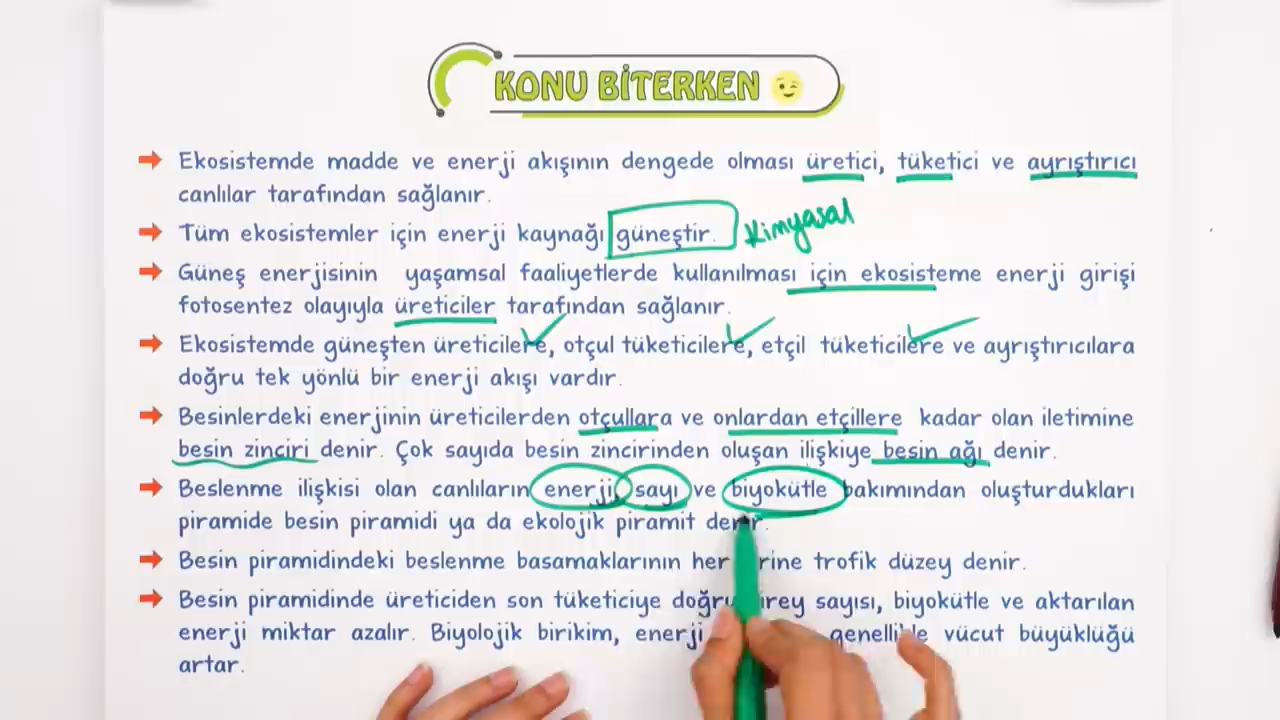 KONU BİTERKEN
Ekosistemde madde ve enerji akışının dengede olması üretici, tüketici ve ayrıştırıcı
canlılar tarafından sağlanır.
Tüm ekosistemler için enerji kaynağı güneştir. Kimyasal
Güneş enerjisinin yaşamsal faaliyetlerde kullanılması için ekosisteme enerji girişi
fotosentez olayıyla üreticiler tarafından sağlanır.
Ekosistemde güneşten üreticilere, otçul tüketicilere, etçil tüketicilere ve ayrıştırıcılara
doğru tek yönlü bir enerji akışı vardır.
Besinlerdeki enerjinin üreticilerden otçullara ve onlardan etçillere kadar olan iletimine
besin zinciri denir. Çok sayıda besin zincirinden oluşan ilişkiye besin ağı denir.
Beslenme ilişkisi olan canlıların enerji, sayı ve biyokütle bakımından oluşturdukları
piramide besin piramidi ya da ekolojik piramit denir.
Besin piramidindeki beslenme basamaklarının her trofik düzey denir.
Besin piramidinde üreticiden son tüketiciye doğru sayısı, biyokütle ve aktarılan
enerji miktar azalır. Biyolojik birikim, enerji genellikle vücut büyüklüğü
artar.